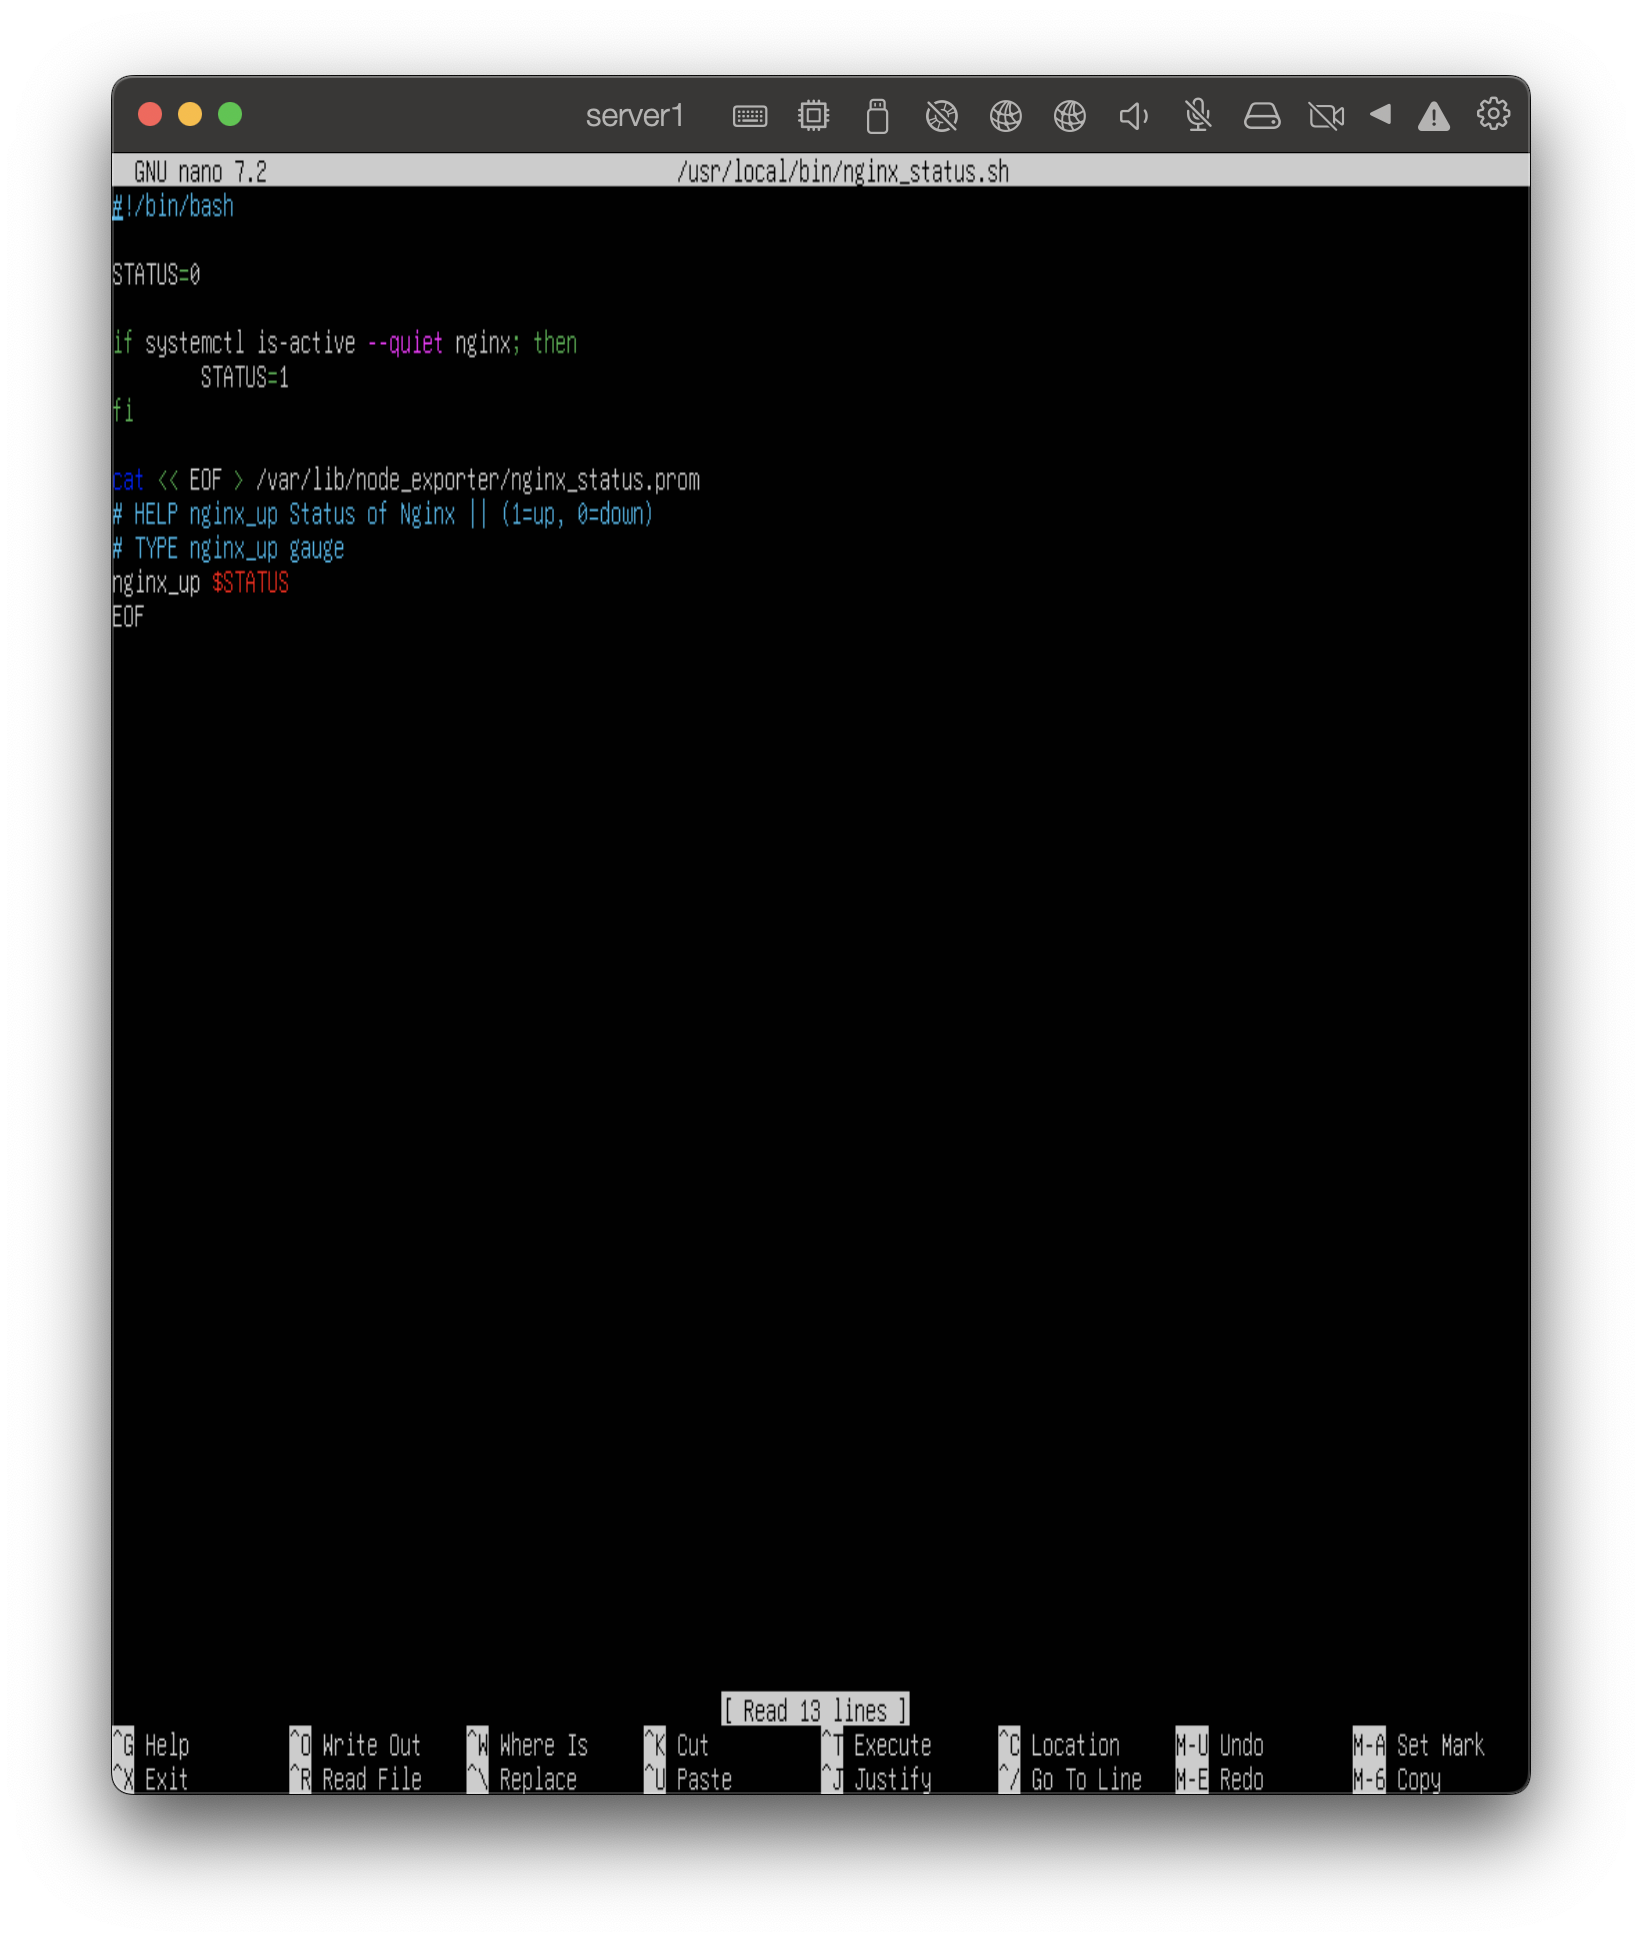 server1
GNU nano 7.2 /usr/local/bin/nginx_status.sh
#!/bin/bash
STATUS=0
if systemctl is-active --quiet nginx; then
STATUS=1
fi
cat << EOF > /var/lib/node_exporter/nginx_status.prom
# HELP nginx_up Status of Nginx || (1=up, 0=down)
# TYPE nginx_up gauge
nginx_up $STATUS
EOF
[ Read 13 lines ]
^G Help ^O Write Out ^W Where Is ^K Cut ^T Execute ^C Location M-U Undo M-A Set Mark
^X Exit ^R Read File ^\ Replace ^U Paste ^J Justify ^/ Go To Line M-E Redo M-6 Copy